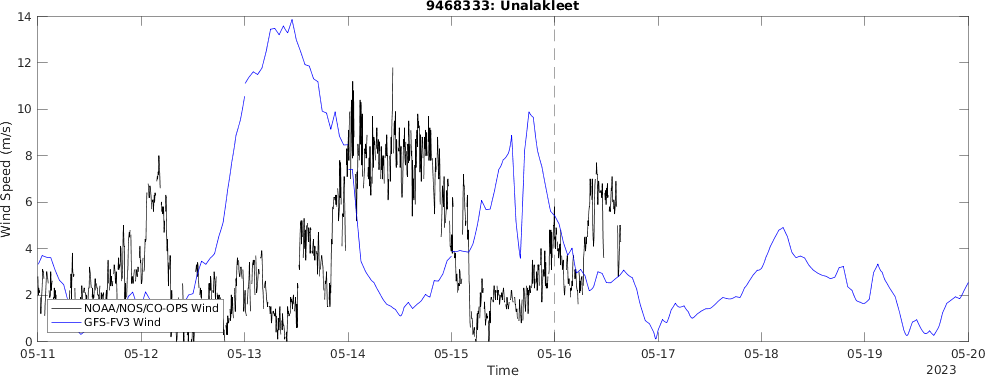 9468333: Unalakleet
Wind Speed (m/s)
14
12
10
8
6
4
2
0
NOAA/NOS/CO-OPS Wind
GFS-FV3 Wind
05-11 05-12 05-13 05-14 05-15 05-16 05-17 05-18 05-19 05-20
Time
2023